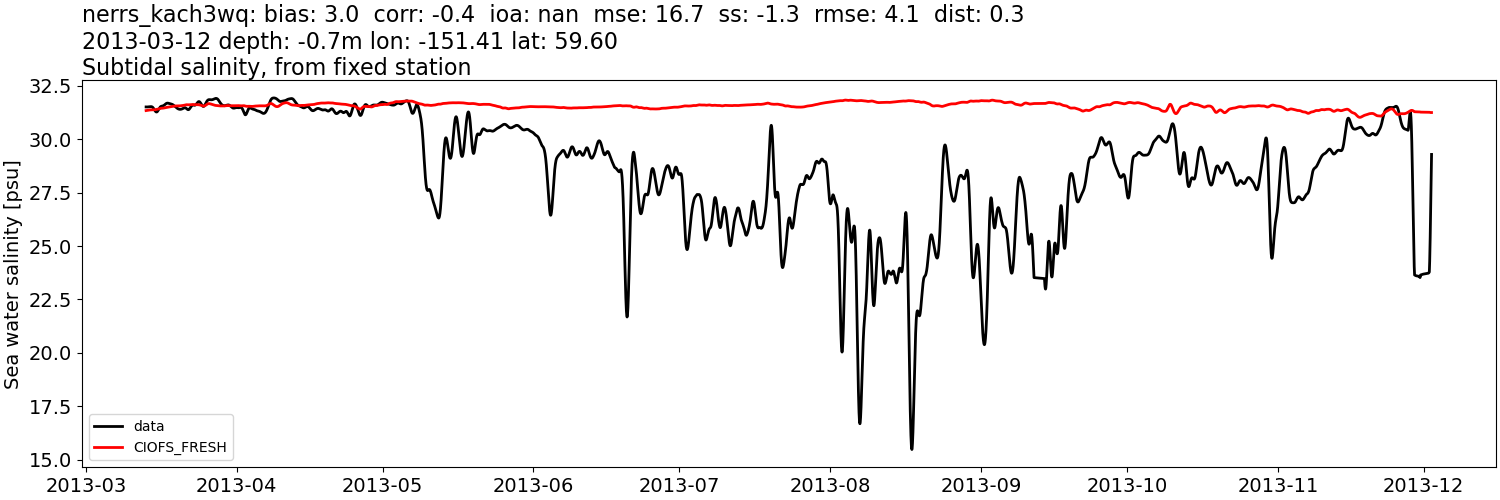 nerrs_kach3wq: bias: 3.0  corr: -0.4  ioa: nan  mse: 16.7  ss: -1.3  rmse: 4.1  dist: 0.3
2013-03-12 depth: -0.7m lon: -151.41 lat: 59.60
Subtidal salinity, from fixed station
Sea water salinity [psu]
32.5
30.0
27.5
25.0
22.5
20.0
17.5
15.0
data
CIOFS_FRESH
2013-03 2013-04 2013-05 2013-06 2013-07 2013-08 2013-09 2013-10 2013-11 2013-12